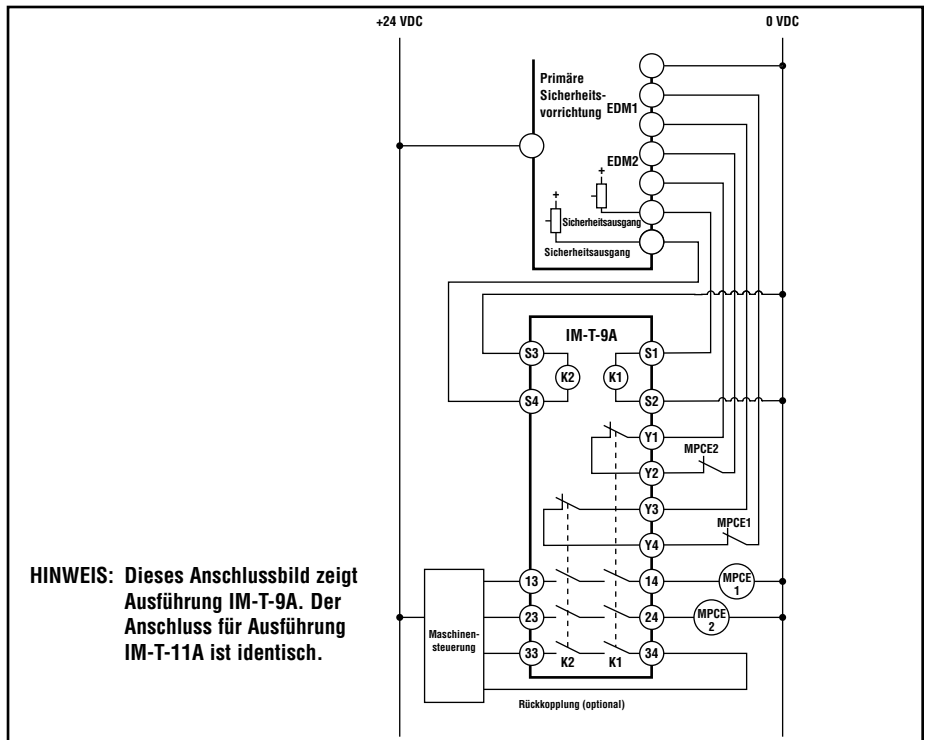 +24 VDC
0 VDC
Primäre
Sicherheits-
vorrichtung
EDM1
EDM2
+
+
Sicherheitsausgang
Sicherheitsausgang
IM-T-9A
S3
S1
K2
K1
S4
S2
Y1
MPCE2
Y2
Y3
MPCE1
Y4
HINWEIS: Dieses Anschlussbild zeigt
Ausführung IM-T-9A. Der
Anschluss für Ausführung
IM-T-11A ist identisch.
13
14
MPCE
1
23
24
MPCE
2
Maschinen-
steuerung
33
K2
K1
34
Rückkopplung (optional)